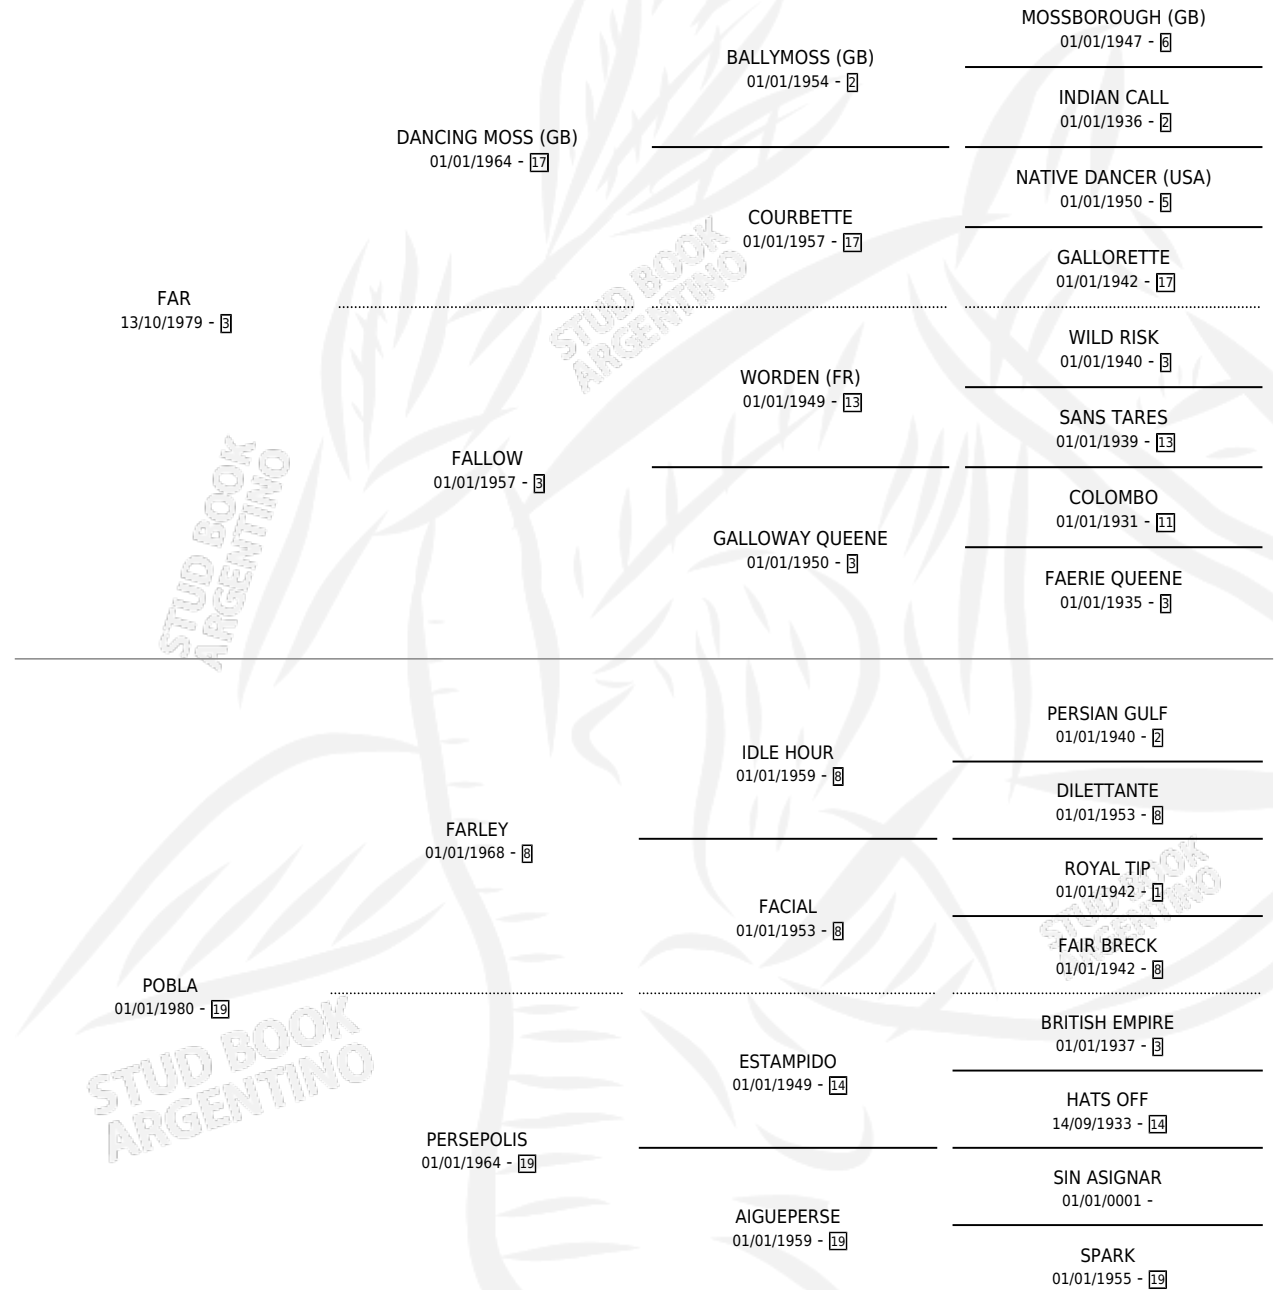 MOSSBOROUGH (GB)
01/01/1947 - 6
BALLYMOSS (GB)
01/01/1954 - 2
INDIAN CALL
01/01/1936 - 2
DANCING MOSS (GB)
01/01/1964 - 17
NATIVE DANCER (USA)
01/01/1950 - 5
COURBETTE
01/01/1957 - 17
GALLORETTE
01/01/1942 - 17
FAR
13/10/1979 - 3
WILD RISK
01/01/1940 - 3
WORDEN (FR)
01/01/1949 - 13
SANS TARES
01/01/1939 - 13
FALLOW
01/01/1957 - 3
COLOMBO
01/01/1931 - 11
GALLOWAY QUEENE
01/01/1950 - 3
FAERIE QUEENE
01/01/1935 - 3
STUD BOOK
ARGENTINO
STUD BOOK
ARGENTINO
PERSIAN GULF
01/01/1940 - 2
IDLE HOUR
01/01/1959 - 8
DILETTANTE
01/01/1953 - 8
FARLEY
01/01/1968 - 8
ROYAL TIP
01/01/1942 - 1
FACIAL
01/01/1953 - 8
FAIR BRECK
01/01/1942 - 8
POBLA
01/01/1980 - 19
BRITISH EMPIRE
01/01/1937 - 3
ESTAMPIDO
01/01/1949 - 14
HATS OFF
14/09/1933 - 14
PERSEPOLIS
01/01/1964 - 19
SIN ASIGNAR
01/01/0001 -
AIGUEPERSE
01/01/1959 - 19
SPARK
01/01/1955 - 19
STUD BOOK
ARGENTINO
STUD BOOK
ARGENTINO